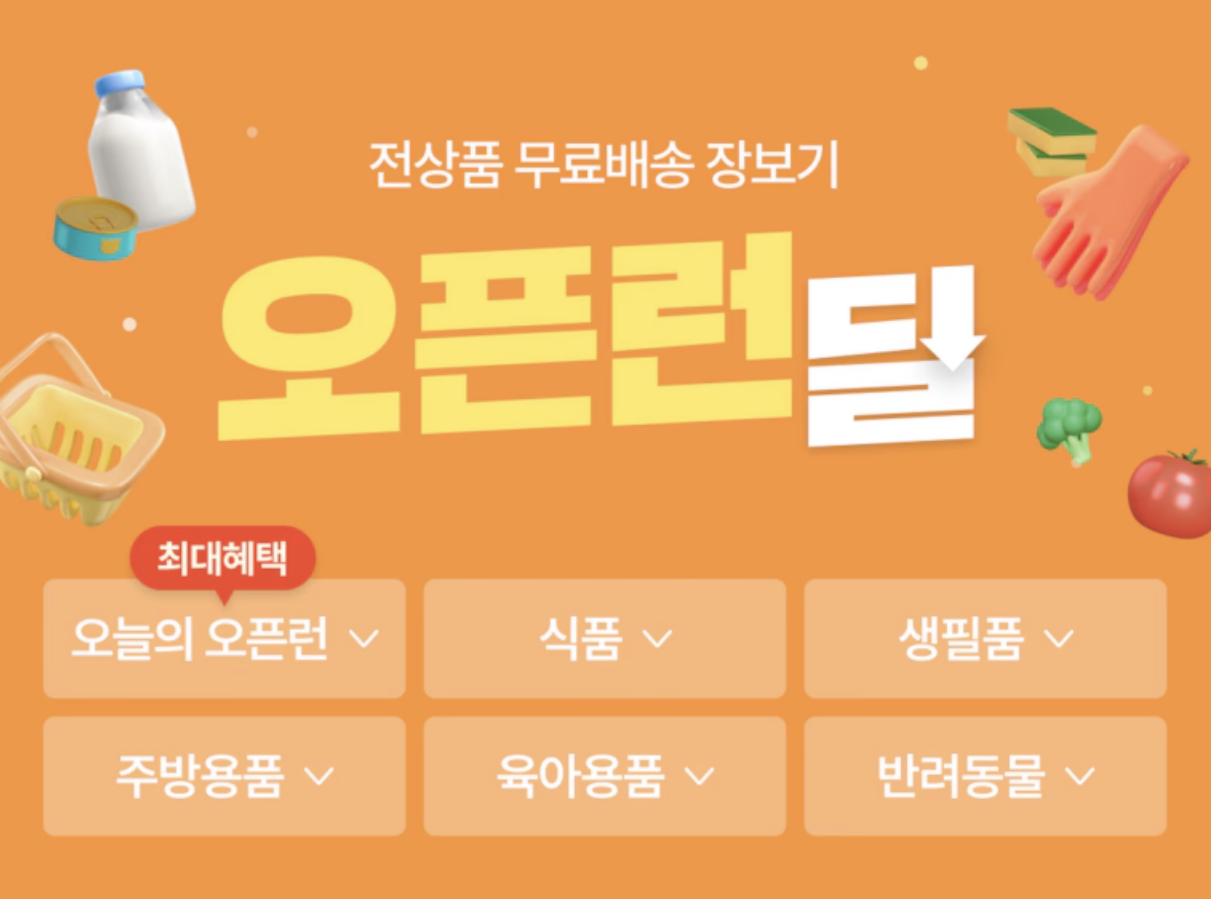 전상품 무료배송 장보기
오픈런딜
최대혜택
오늘의 오픈런
식품
생필품
주방용품
육아용품
반려동물